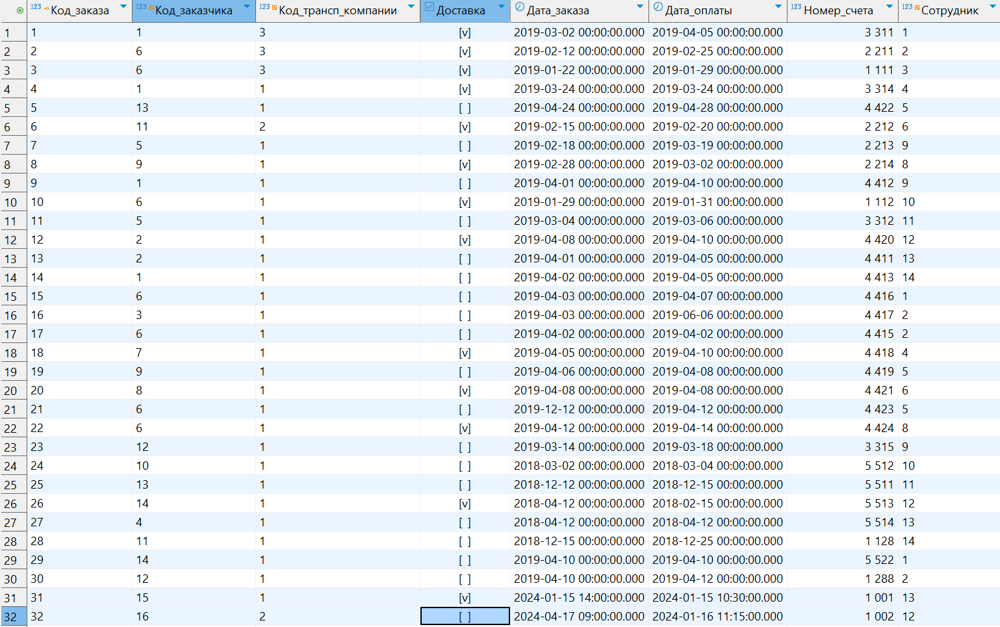 123 Код_заказа 123 Код_заказчика 123 Код_трансп_компании Доставка Дата_заказа Дата_оплаты 123 Номер_счета 123 Сотрудник
1 1 1 3 [v] 2019-03-02 00:00:00.000 2019-04-05 00:00:00.000 3 311 1
2 2 6 3 [v] 2019-02-12 00:00:00.000 2019-02-25 00:00:00.000 2 211 2
3 3 6 3 [v] 2019-01-22 00:00:00.000 2019-01-29 00:00:00.000 1 111 3
4 4 1 1 [v] 2019-03-24 00:00:00.000 2019-03-24 00:00:00.000 3 314 4
5 5 13 1 [ ] 2019-04-24 00:00:00.000 2019-04-28 00:00:00.000 4 422 5
6 6 11 2 [v] 2019-02-15 00:00:00.000 2019-02-20 00:00:00.000 2 212 6
7 7 5 1 [ ] 2019-02-18 00:00:00.000 2019-03-19 00:00:00.000 2 213 9
8 8 9 1 [v] 2019-02-28 00:00:00.000 2019-03-02 00:00:00.000 2 214 8
9 9 1 1 [ ] 2019-04-01 00:00:00.000 2019-04-10 00:00:00.000 4 412 9
10 10 6 1 [v] 2019-01-29 00:00:00.000 2019-01-31 00:00:00.000 1 112 10
11 11 5 1 [ ] 2019-03-04 00:00:00.000 2019-03-06 00:00:00.000 3 312 11
12 12 2 1 [v] 2019-04-08 00:00:00.000 2019-04-10 00:00:00.000 4 420 12
13 13 2 1 [ ] 2019-04-01 00:00:00.000 2019-04-05 00:00:00.000 4 411 13
14 14 1 1 [ ] 2019-04-02 00:00:00.000 2019-04-05 00:00:00.000 4 413 14
15 15 6 1 [ ] 2019-04-03 00:00:00.000 2019-04-07 00:00:00.000 4 416 1
16 16 3 1 [ ] 2019-04-03 00:00:00.000 2019-06-06 00:00:00.000 4 417 2
17 17 6 1 [ ] 2019-04-02 00:00:00.000 2019-04-02 00:00:00.000 4 415 2
18 18 7 1 [v] 2019-04-05 00:00:00.000 2019-04-10 00:00:00.000 4 418 4
19 19 9 1 [ ] 2019-04-06 00:00:00.000 2019-04-08 00:00:00.000 4 419 5
20 20 8 1 [v] 2019-04-08 00:00:00.000 2019-04-08 00:00:00.000 4 421 6
21 21 6 1 [ ] 2019-12-12 00:00:00.000 2019-04-12 00:00:00.000 4 423 5
22 22 6 1 [v] 2019-04-12 00:00:00.000 2019-04-14 00:00:00.000 4 424 8
23 23 12 1 [ ] 2019-03-14 00:00:00.000 2019-03-18 00:00:00.000 3 315 9
24 24 10 1 [ ] 2018-03-02 00:00:00.000 2018-03-04 00:00:00.000 5 512 10
25 25 13 1 [ ] 2018-12-12 00:00:00.000 2018-12-15 00:00:00.000 5 511 11
26 26 14 1 [v] 2018-04-12 00:00:00.000 2018-02-15 00:00:00.000 5 513 12
27 27 4 1 [ ] 2018-04-12 00:00:00.000 2018-04-12 00:00:00.000 5 514 13
28 28 11 1 [ ] 2018-12-15 00:00:00.000 2018-12-25 00:00:00.000 1 128 14
29 29 14 1 [ ] 2019-04-10 00:00:00.000 2019-04-10 00:00:00.000 5 522 1
30 30 12 1 [ ] 2019-04-10 00:00:00.000 2019-04-12 00:00:00.000 1 288 2
31 31 15 1 [v] 2024-01-15 14:00:00.000 2024-01-15 10:30:00.000 1 001 13
32 32 16 2 [ ] 2024-04-17 09:00:00.000 2024-01-16 11:15:00.000 1 002 12